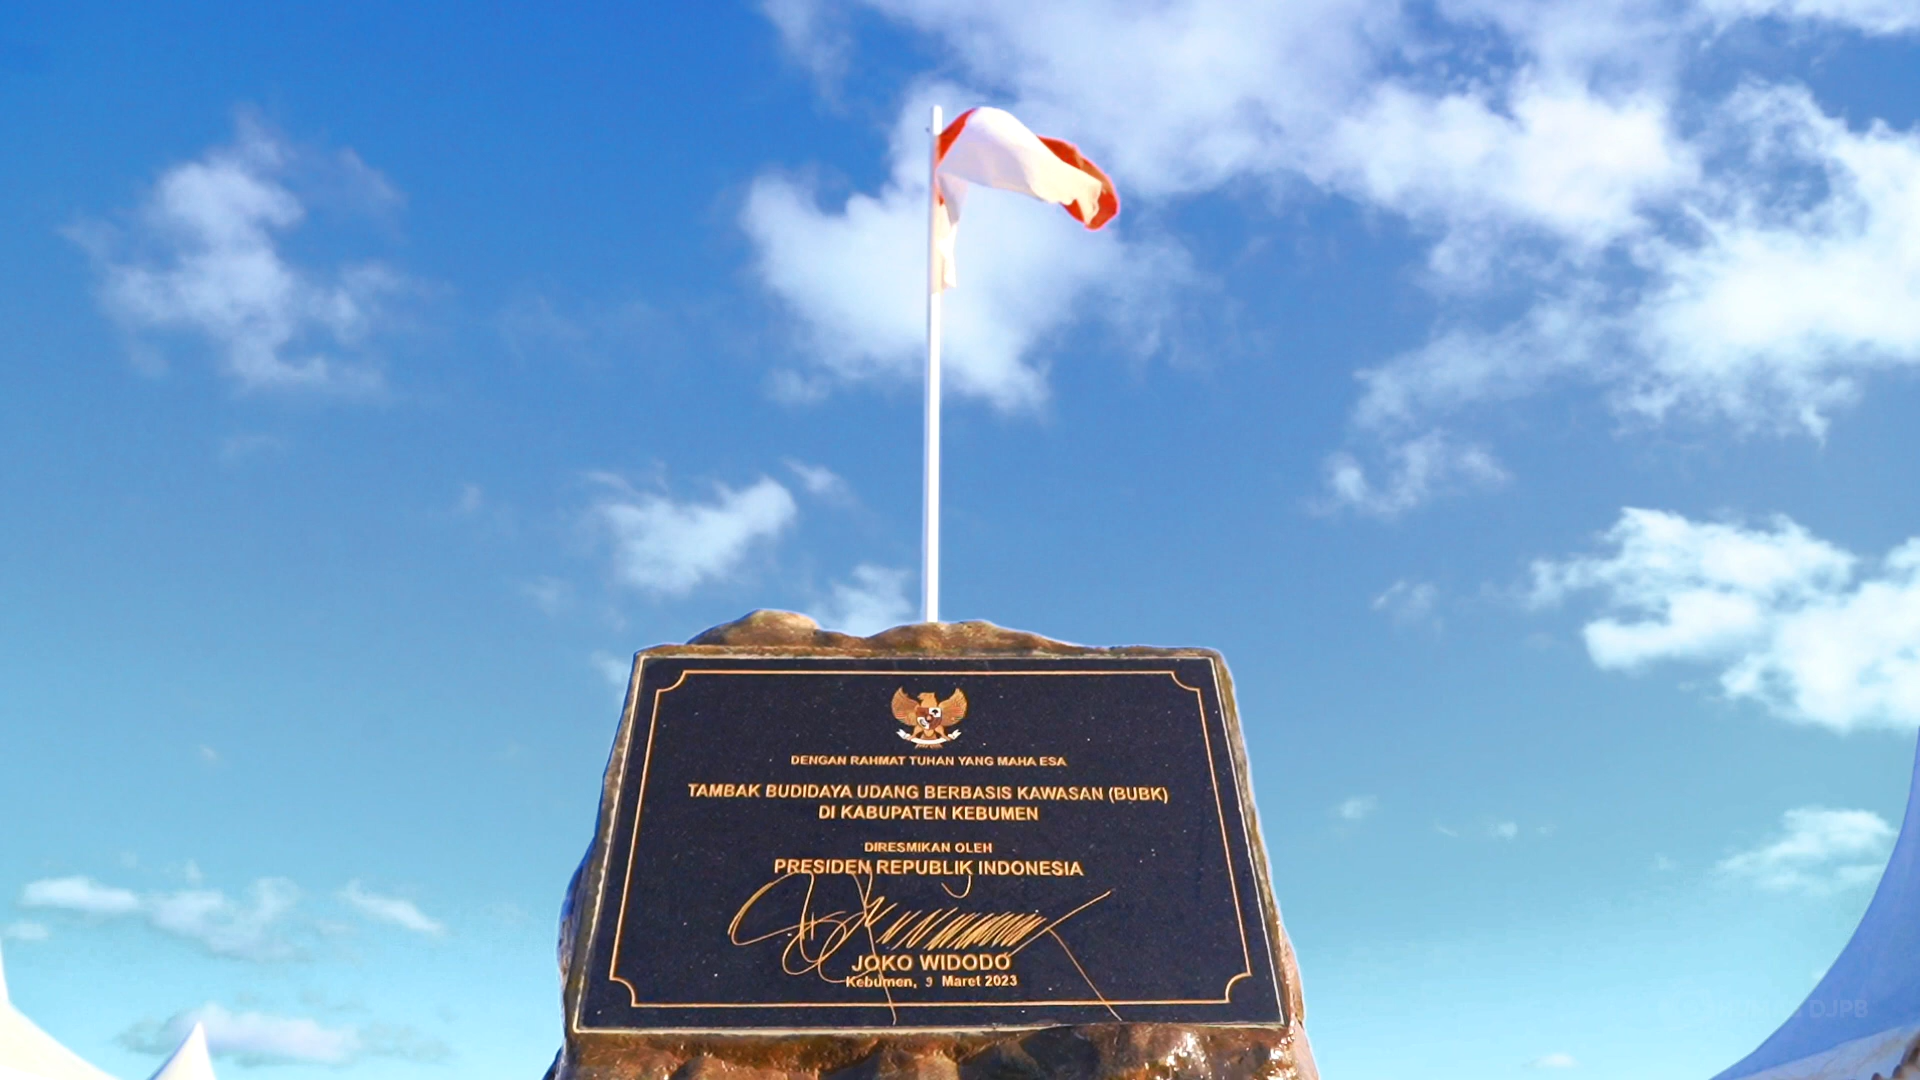 DENGAN RAHMAT TUHAN YANG MAHA ESA
TAMBAK BUDIDAYA UDANG BERBASIS KAWASAN (BUBK)
DI KABUPATEN KEBUMEN
DIRESMIKAN OLEH
PRESIDEN REPUBLIK INDONESIA
JOKO WIDODO
Kebumen, 9 Maret 2023
DJPB